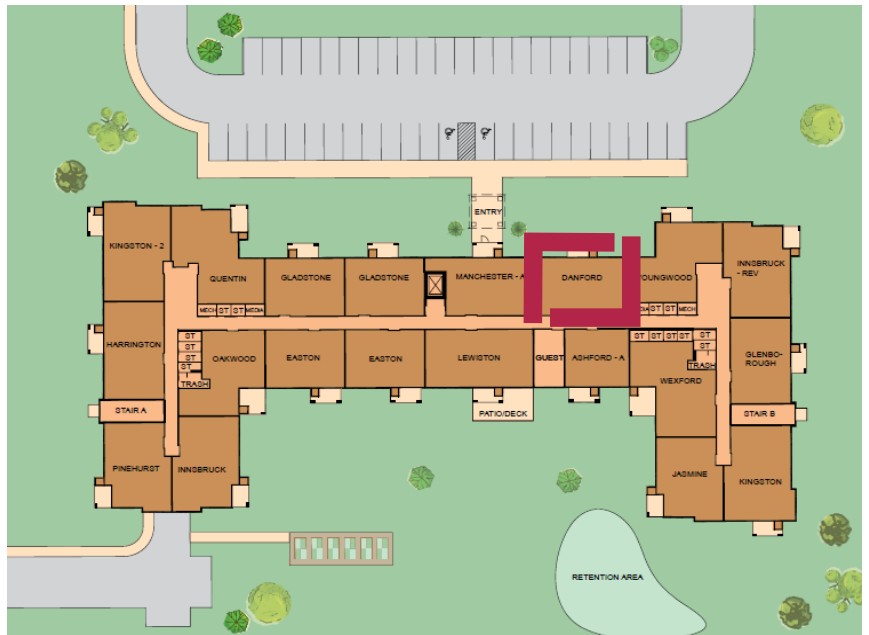 ENTRY
KINGSTON - 2
QUENTIN
GLADSTONE
GLADSTONE
MANCHESTER - A
DANFORD
YOUNGWOOD
INNSBRUCK
- REV
MECH
ST
ST
MEDIA
ST
ST
MECH
HARRINGTON
ST
ST
ST
ST
TRASH
OAKWOOD
EASTON
EASTON
LEWISTON
GUEST
ASHFORD - A
ST
ST
ST
ST
ST
ST
TRASH
WEXFORD
GLENBO-
ROUGH
STAIR A
PATIO/DECK
STAIR B
PINEHURST
INNSBRUCK
JASMINE
KINGSTON
RETENTION AREA